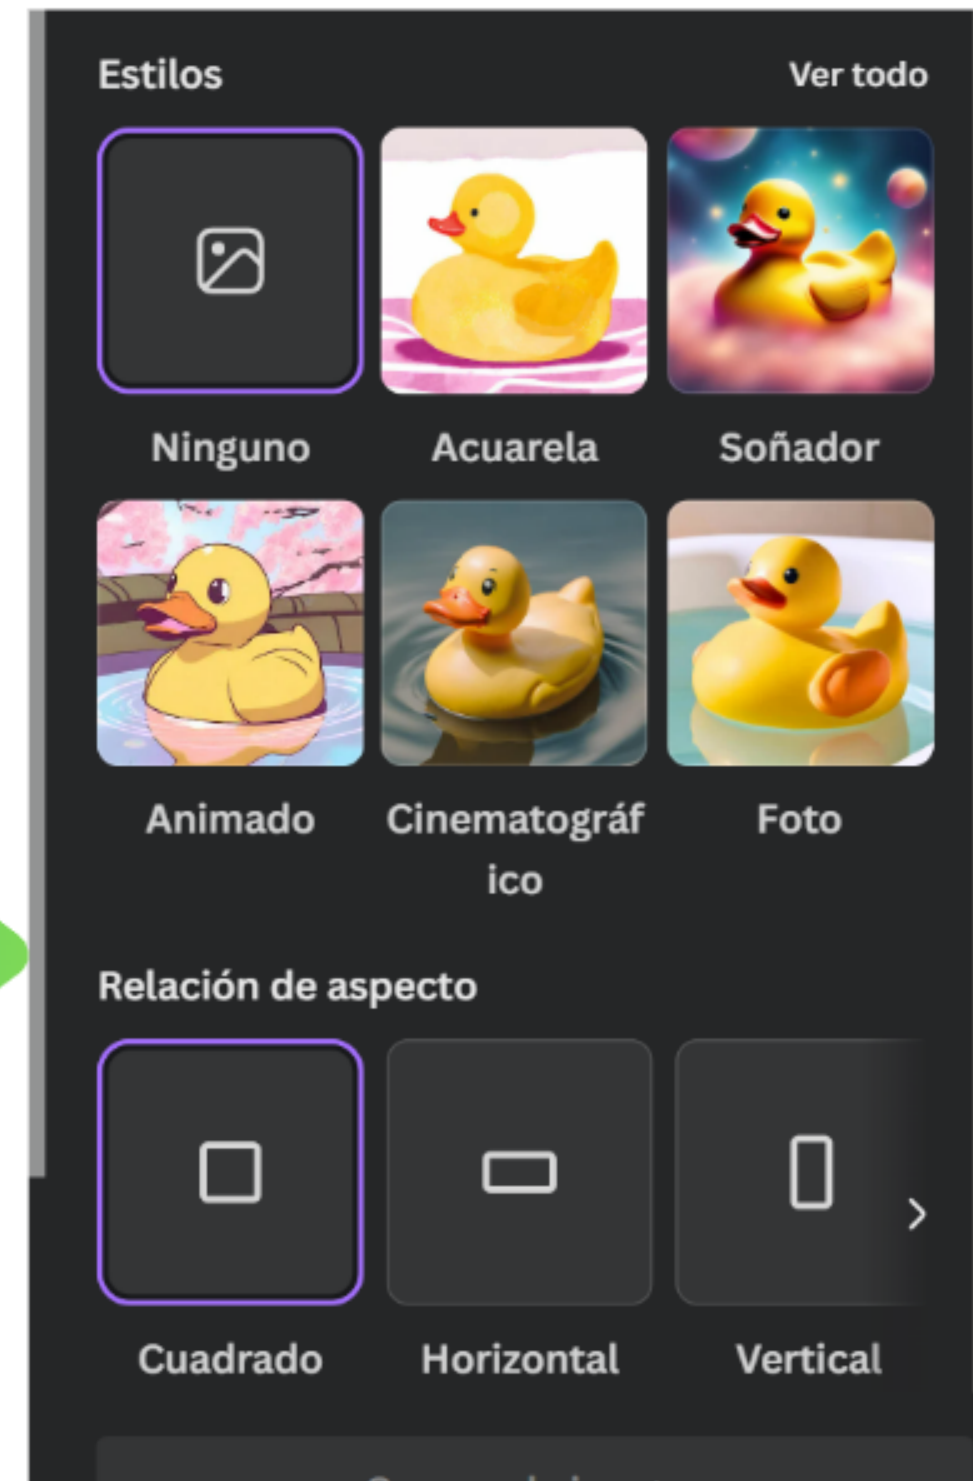 Estilos
Ver todo
Ninguno
Acuarela
Soñador
Animado
Cinematográf
ico
Foto
Relación de aspecto
Cuadrado
Horizontal
Vertical